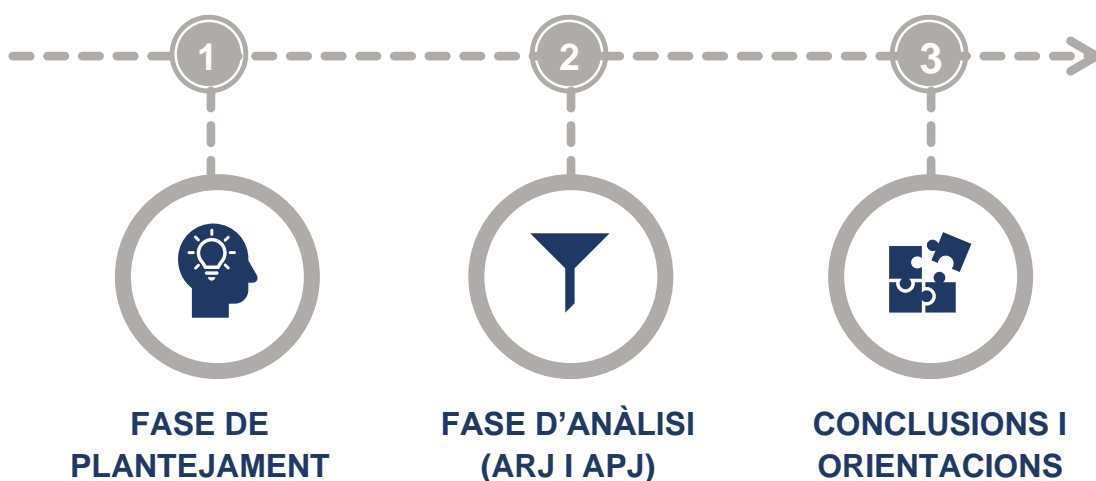 1
2
3
FASE DE
PLANTEJAMENT
FASE D’ANÀLISI
(ARJ I APJ)
CONCLUSIONS I
ORIENTACIONS